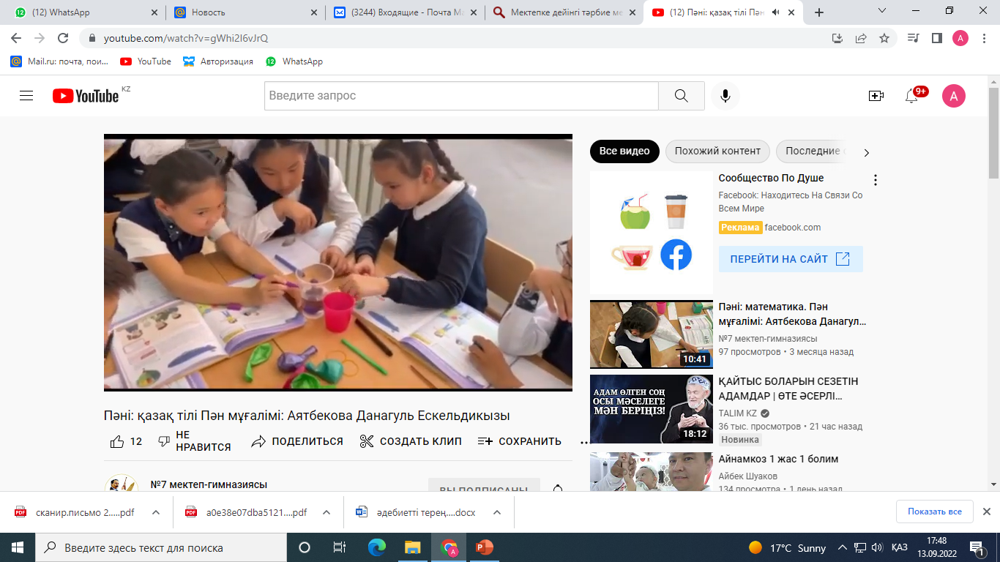 (12) WhatsApp
Новость
(3244) Входящие - Почта Ma
Мектепке дейінгі тәрбие ме
(12) Пәні: қазақ тілі Пән
youtube.com/watch?v=gWhi2I6vJrQ
A
Mail.ru: почта, пои...
YouTube
Авторизация
12
WhatsApp
YouTube KZ
Введите запрос
9+
A
Все видео
Похожий контент
Последние
Сообщество По Душе
Facebook: Находитесь На Связи Со
Всем Мире
Реклама facebook.com
ПЕРЕЙТИ НА САЙТ
Пәні: математика. Пән
мұғалімі: Аятбекова Данагул...
№7 мектеп-гимназиясы
97 просмотров • 3 месяца назад
10:41
ҚАЙТЫС БОЛАРЫН СЕЗЕТІН
АДАМДАР | ӨТЕ ӘСЕРЛІ...
TALIM KZ
36 тыс. просмотров • 21 час назад
Новинка
АДАМ ӨЛГЕН СОҢ
ОСЫ МӘСЕЛЕГЕ
МӘН БЕРІҢІЗ!
18:12
Айнамкоз 1 жас 1 болим
Айбек Шуаков
134 просмотра • 1 день назад
Пәні: қазақ тілі Пән мұғалімі: Аятбекова Данагуль Ескельдикызы
12
НЕ
НРАВИТСЯ
ПОДЕЛИТЬСЯ
СОЗДАТЬ КЛИП
СОХРАНИТЬ
№7 мектеп-гимназиясы
ВЫ ПОДПИСАНЫ
сканир.письмо 2.....pdf
a0e38e07dba5121....pdf
әдебиетті терең....docx
Показать все
Введите здесь текст для поиска
17°C Sunny
ҚАЗ
17:48
13.09.2022
1